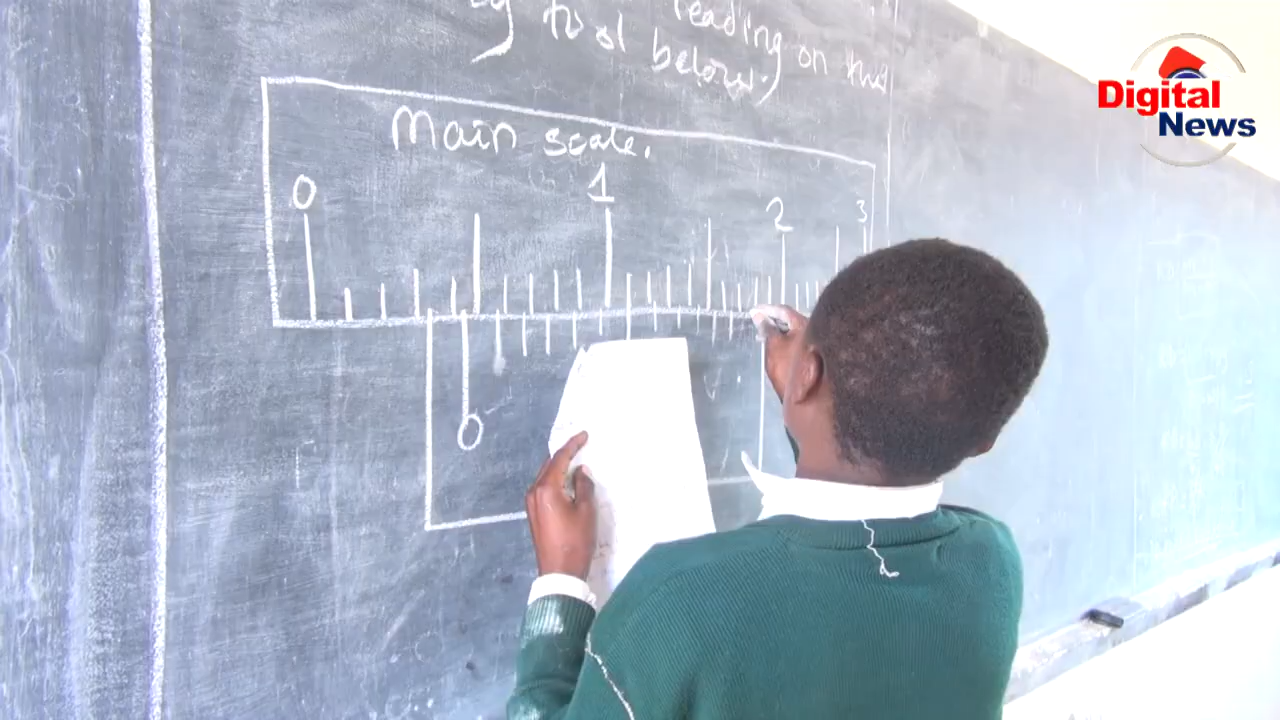 reading on the
tool below.
Main scale.
0 1 2 3
0
Digital
News